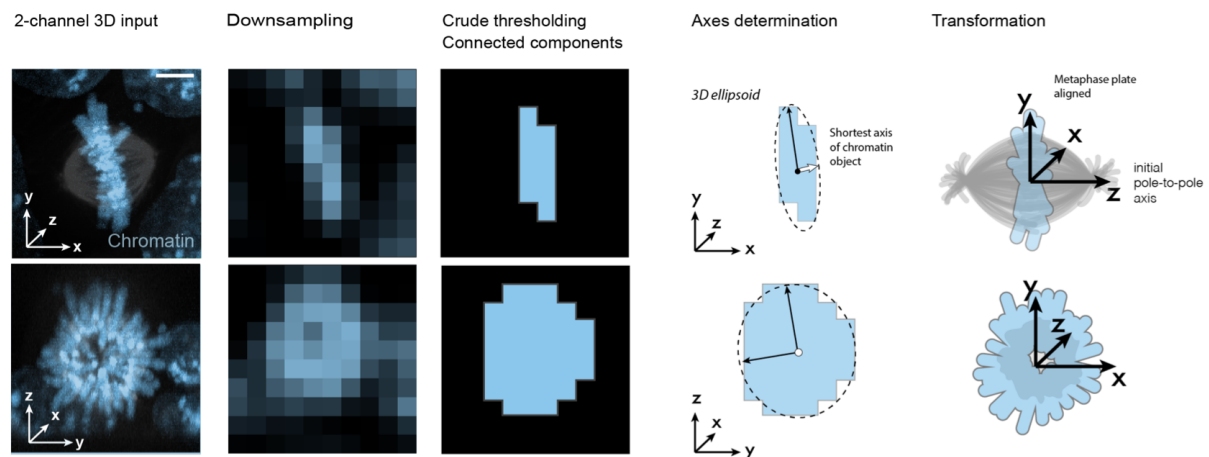 2-channel 3D input
Downsampling
Crude thresholding
Connected components
Axes determination
Transformation
y
z
x
Chromatin
3D ellipsoid
Shortest axis
of chromatin
object
y
z
x
Metaphase plate
aligned
y
x
z
initial
pole-to-pole
axis
z
x
y
z
x
y
y
z
x